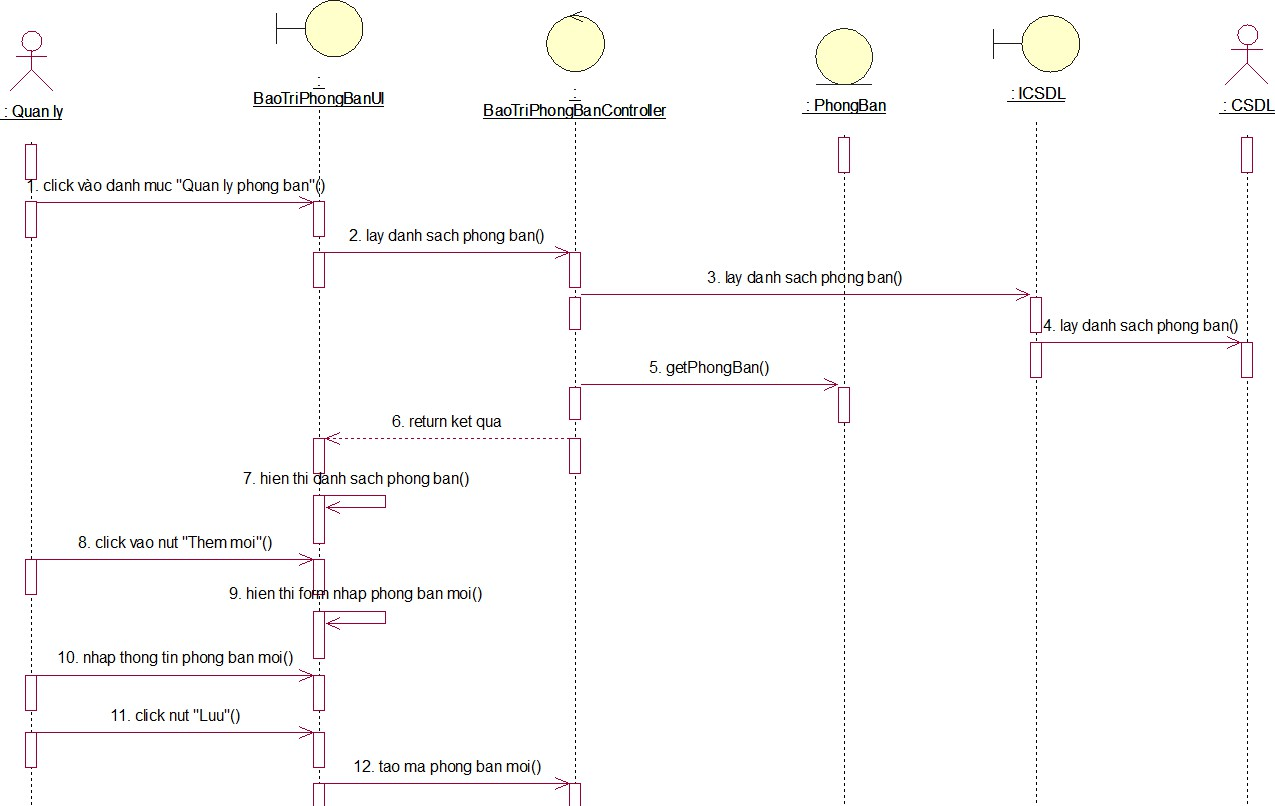 : Quan ly
:
BaoTriPhongBanUI
:
BaoTriPhongBanController
: PhongBan
: ICSDL
: CSDL
1. click vào danh muc "Quan ly phong ban"()
2. lay danh sach phong ban()
3. lay danh sach phong ban()
4. lay danh sach phong ban()
5. getPhongBan()
6. return ket qua
7. hien thi danh sach phong ban()
8. click vao nut "Them moi"()
9. hien thi form nhap phong ban moi()
10. nhap thong tin phong ban moi()
11. click nut "Luu"()
12. tao ma phong ban moi()